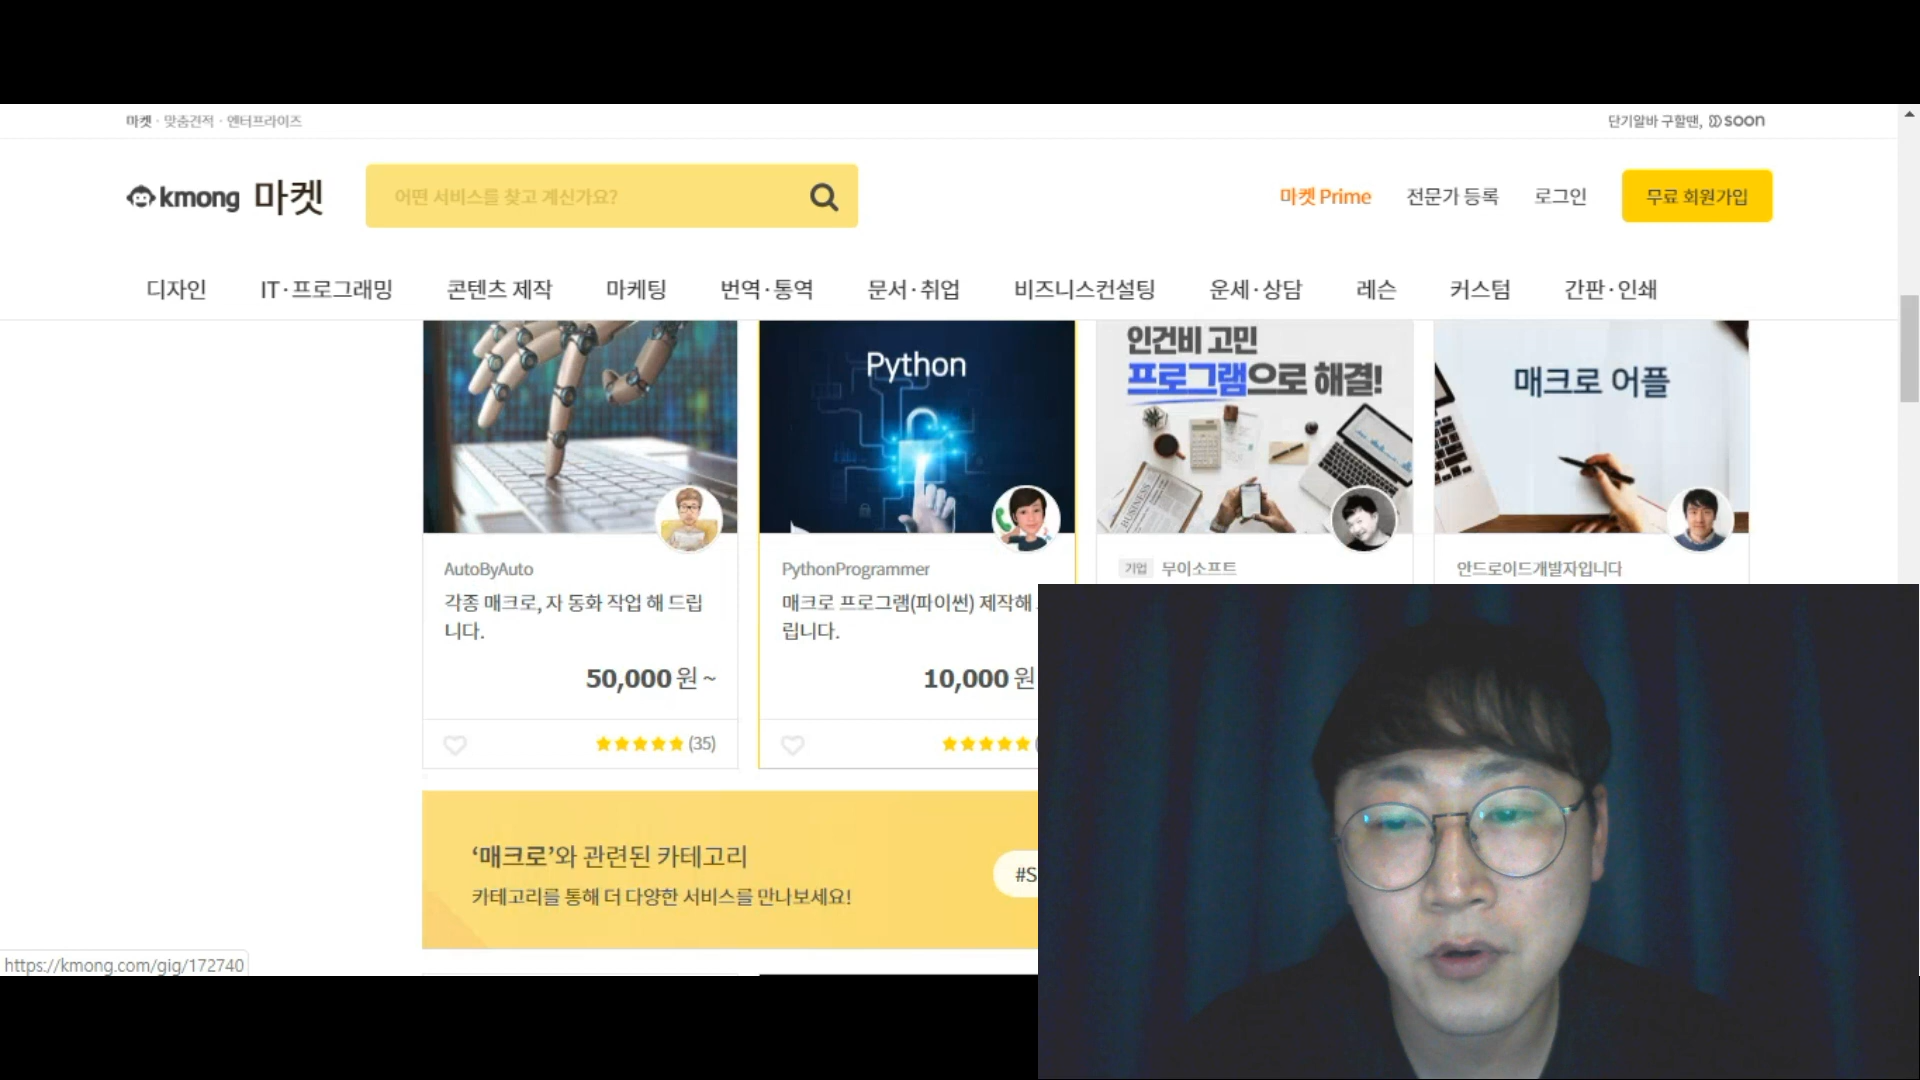 마켓 · 맞춤견적 · 엔터프라이즈
단기알바 구할땐, soon
kmong 마켓
어떤 서비스를 찾고 계신가요?
마켓 Prime
전문가 등록
로그인
무료 회원가입
디자인
IT·프로그래밍
콘텐츠 제작
마케팅
번역·통역
문서·취업
비즈니스컨설팅
운세·상담
레슨
커스텀
간판·인쇄
Python
인건비 고민
프로그램으로 해결!
BUSINESS
매크로 어플
AutoByAuto
각종 매크로, 자 동화 작업 해 드립
니다.
50,000원~
(35)
PythonProgrammer
매크로 프로그램(파이썬) 제작해
립니다.
10,000원
기업 무이소프트
안드로이드개발자입니다
‘매크로’와 관련된 카테고리
카테고리를 통해 더 다양한 서비스를 만나보세요!
#S
https://kmong.com/gig/172740